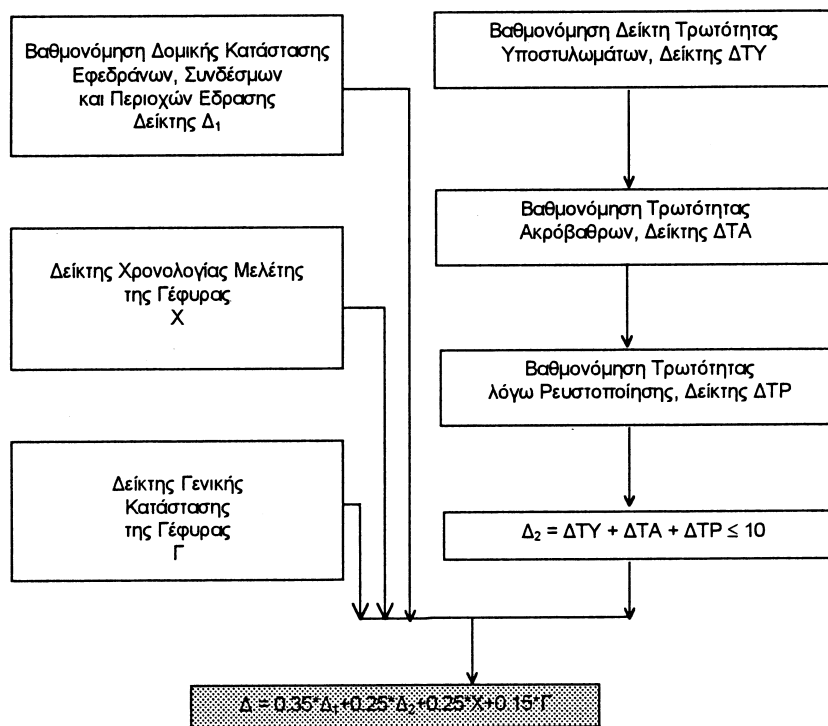 Βαθμονόμηση Δομικής Κατάστασης
Εφεδράνων, Συνδέσμων
και Περιοχών Εδρασης
Δείκτης Δ₁
Δείκτης Χρονολογίας Μελέτης
της Γέφυρας
Χ
Δείκτης Γενικής
Κατάστασης
της Γέφυρας
Γ
Βαθμονόμηση Δείκτη Τρωτότητας
Υποστυλωμάτων, Δείκτης ΔΤΥ
Βαθμονόμηση Τρωτότητας
Ακρόβαθρων, Δείκτης ΔΤΑ
Βαθμονόμηση Τρωτότητας
λόγω Ρευστοποίησης, Δείκτης ΔΤΡ
Δ₂ = ΔΤΥ + ΔΤΑ + ΔΤΡ ≤ 10
Δ = 0.35*Δ₁+0.25*Δ₂+0.25*Χ+0.15*Γ